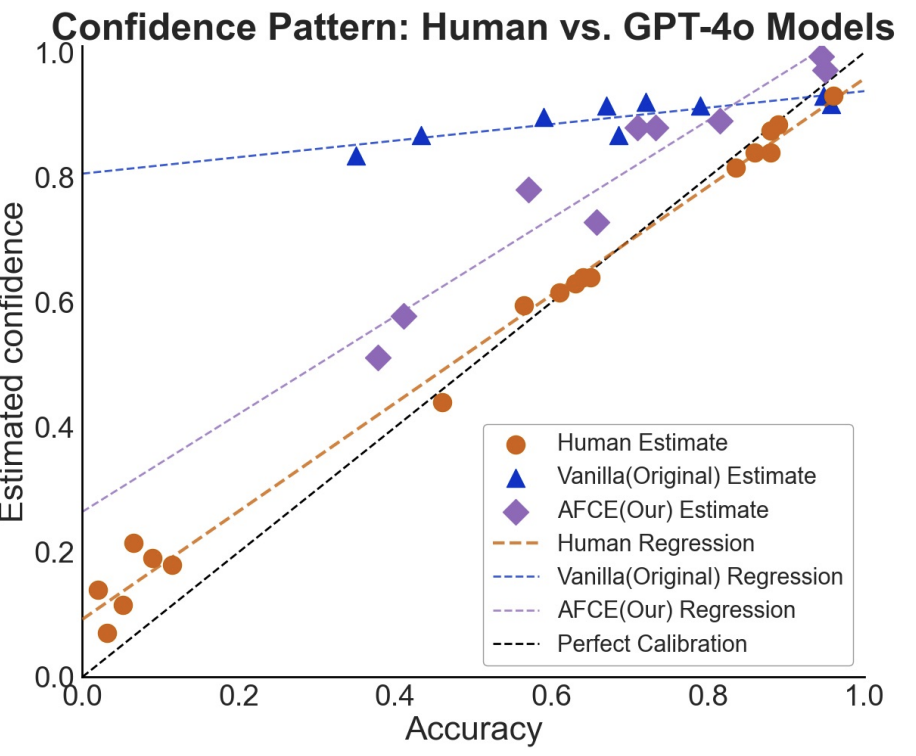 Confidence Pattern: Human vs. GPT-4o Models
1.0
0.8
0.6
0.4
0.2
0.0
Estimated confidence
0.0 0.2 0.4 0.6 0.8 1.0
Accuracy
Human Estimate
Vanilla(Original) Estimate
AFCE(Our) Estimate
Human Regression
Vanilla(Original) Regression
AFCE(Our) Regression
Perfect Calibration